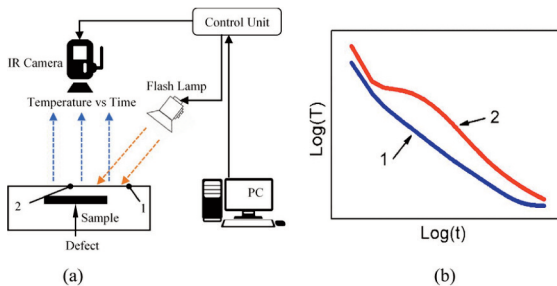 Control Unit
IR Camera
Flash Lamp
Temperature vs Time
PC
2
1
Sample
Defect
(a)
Log(T)
2
1
Log(t)
(b)